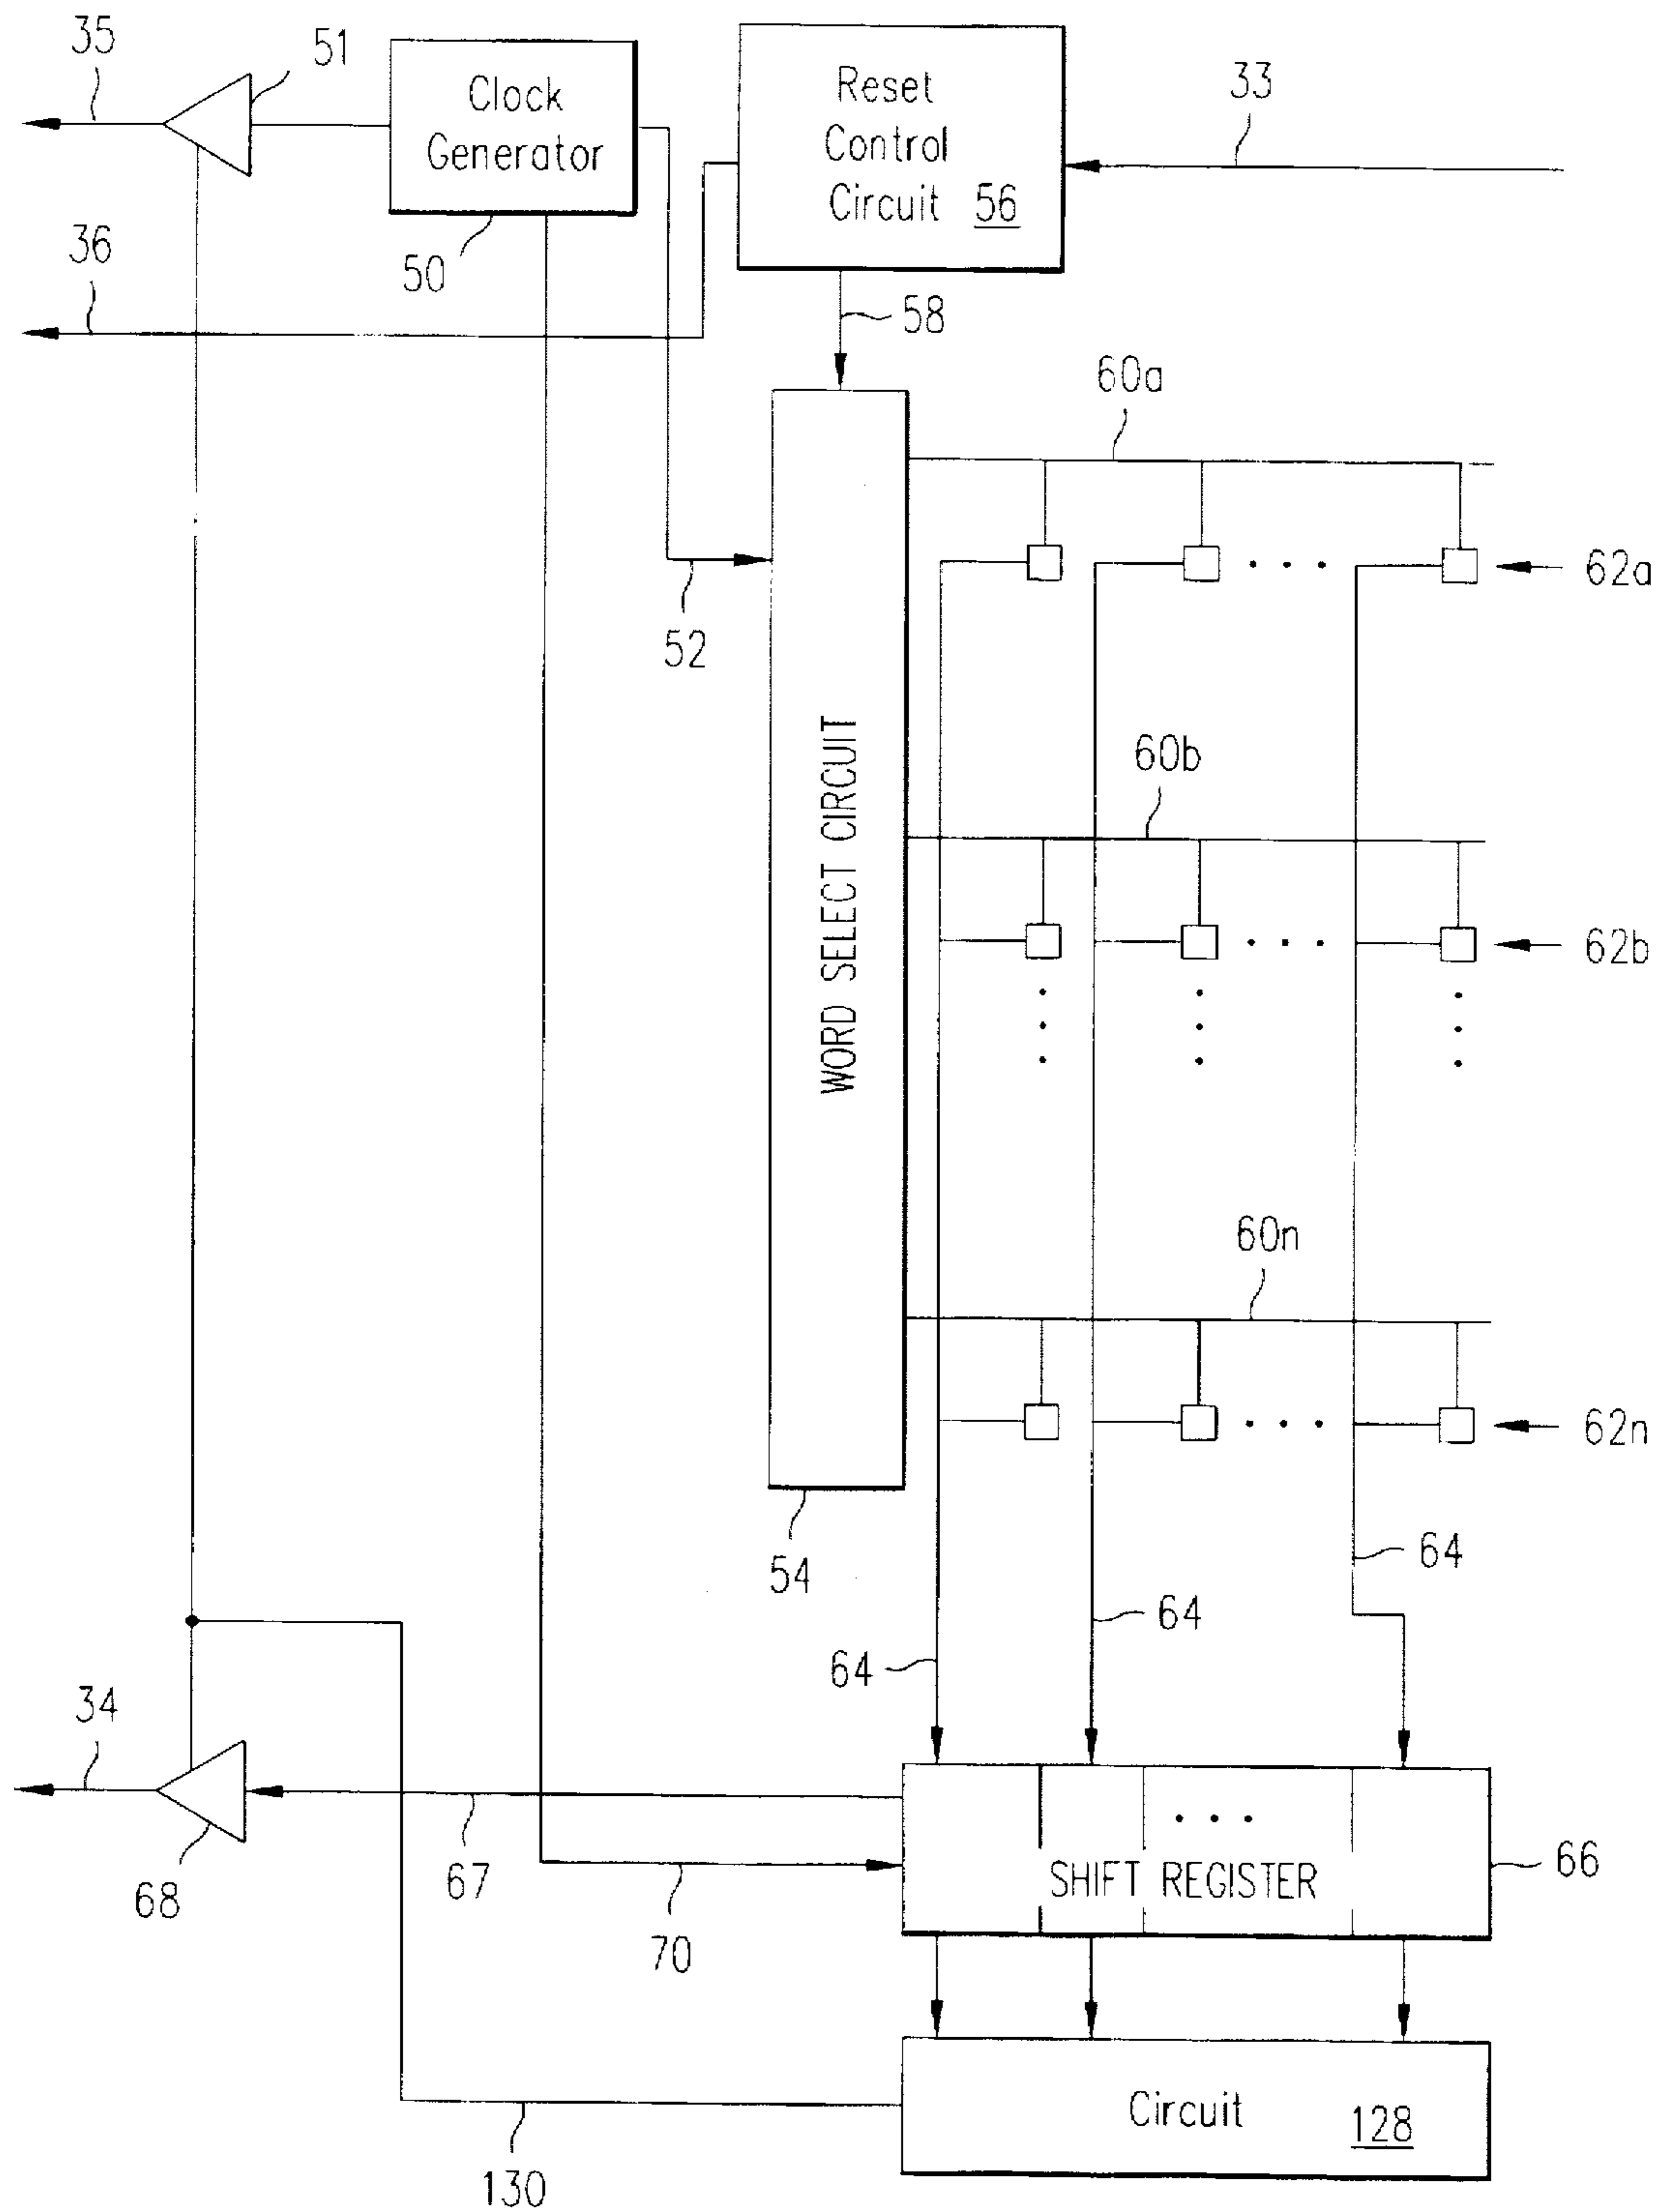 35
51
Clock
Generator
50
Reset
Control
Circuit 56
33
36
58
60a
62a
52
WORD SELECT CIRCUIT
60b
62b
60n
62n
54
64
64
64
34
68
67
70
SHIFT REGISTER
66
Circuit 128
130